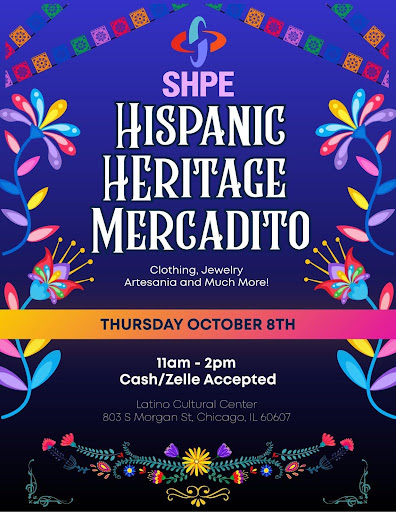 SHPE
HISPANIC
HERITAGE
MERCADITO
Clothing, Jewelry
Artesania and Much More!
THURSDAY OCTOBER 8TH
11am - 2pm
Cash/Zelle Accepted
Latino Cultural Center
803 S Morgan St, Chicago, IL 60607